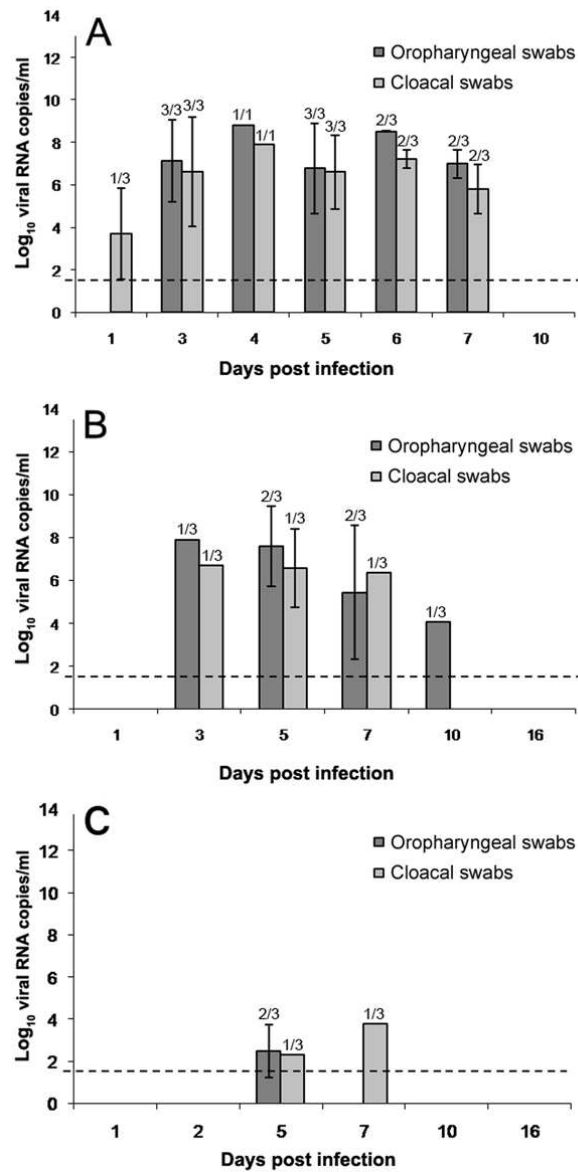 A
Oropharyngeal swabs
Cloacal swabs
Log10 viral RNA copies/ml
14
12
10
8
6
4
2
0
1/3
3/3 3/3
1/1 1/1
3/3 3/3
2/3 2/3
2/3 2/3
1 3 4 5 6 7 10
Days post infection
B
Oropharyngeal swabs
Cloacal swabs
Log10 viral RNA copies/ml
14
12
10
8
6
4
2
0
1/3 1/3
2/3 1/3
2/3 1/3
1/3
1 3 5 7 10 16
Days post infection
C
Oropharyngeal swabs
Cloacal swabs
Log10 viral RNA copies/ml
14
12
10
8
6
4
2
0
2/3 1/3
1/3
1 2 5 7 10 16
Days post infection